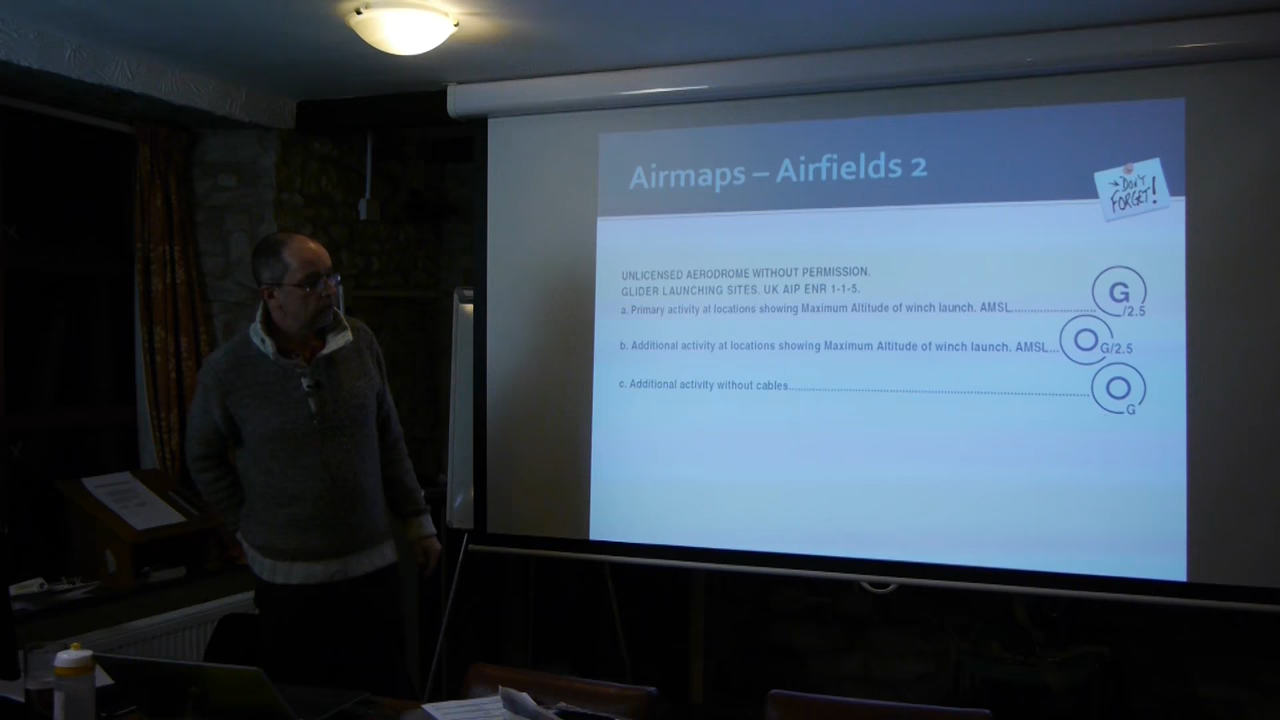 Airmaps – Airfields 2
DON'T
FORGET!
UNLICENSED AERODROME WITHOUT PERMISSION.
GLIDER LAUNCHING SITES. UK AIP ENR 1-1-5.
a. Primary activity at locations showing Maximum Altitude of winch launch. AMSL
G
/2.5
b. Additional activity at locations showing Maximum Altitude of winch launch. AMSL...
G/2.5
c. Additional activity without cables
G